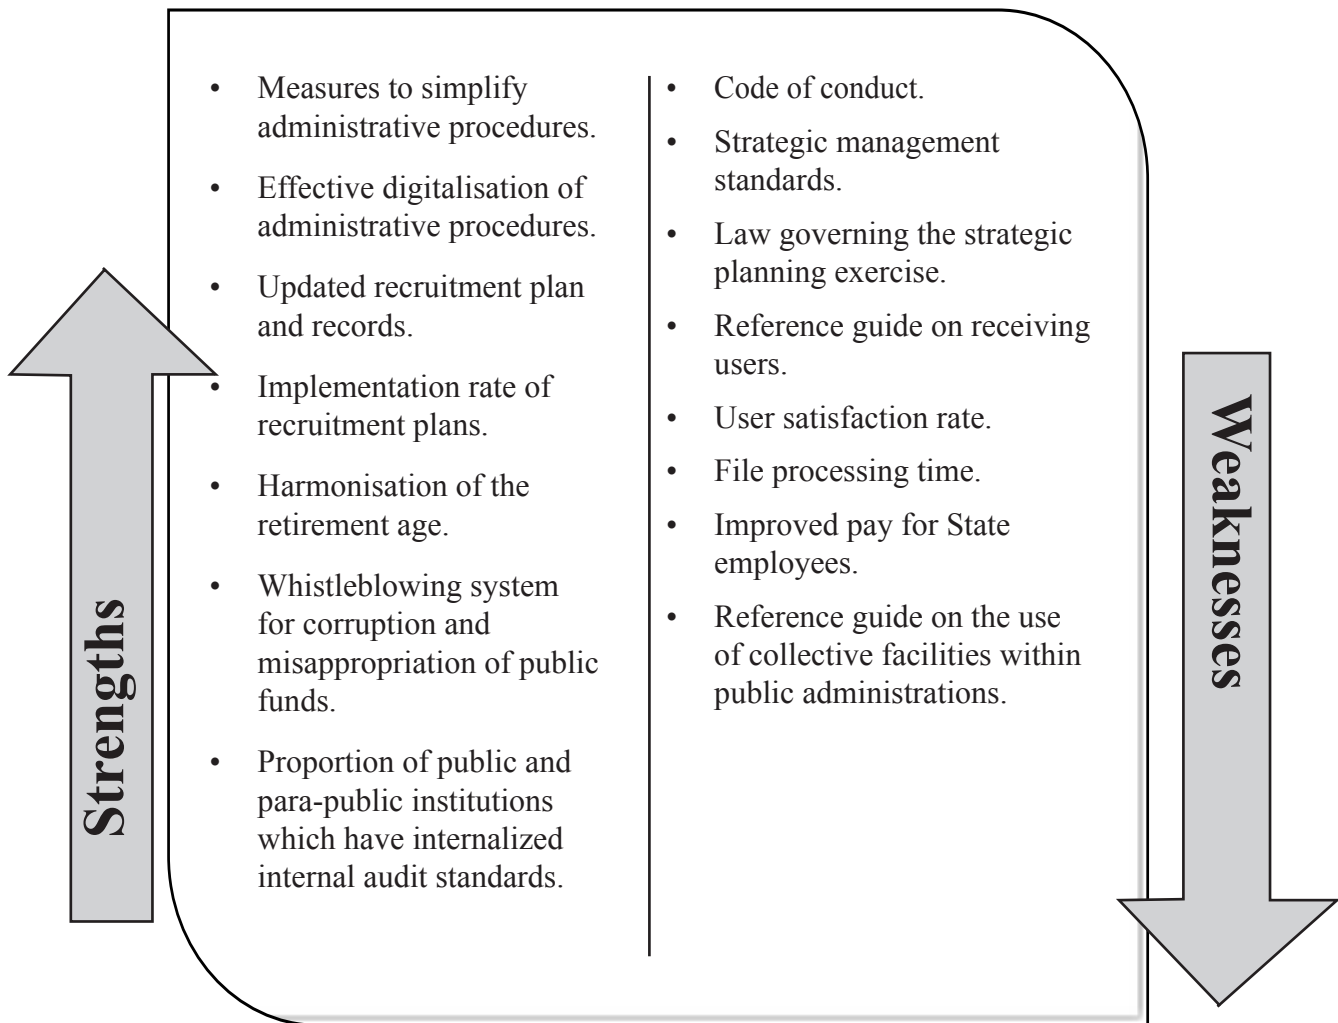 Strengths
• Measures to simplify
administrative procedures.
• Effective digitalisation of
administrative procedures.
• Updated recruitment plan
and records.
• Implementation rate of
recruitment plans.
• Harmonisation of the
retirement age.
• Whistleblowing system
for corruption and
misappropriation of public
funds.
• Proportion of public and
para-public institutions
which have internalized
internal audit standards.
• Code of conduct.
• Strategic management
standards.
• Law governing the strategic
planning exercise.
• Reference guide on receiving
users.
• User satisfaction rate.
• File processing time.
• Improved pay for State
employees.
• Reference guide on the use
of collective facilities within
public administrations.
Weaknesses